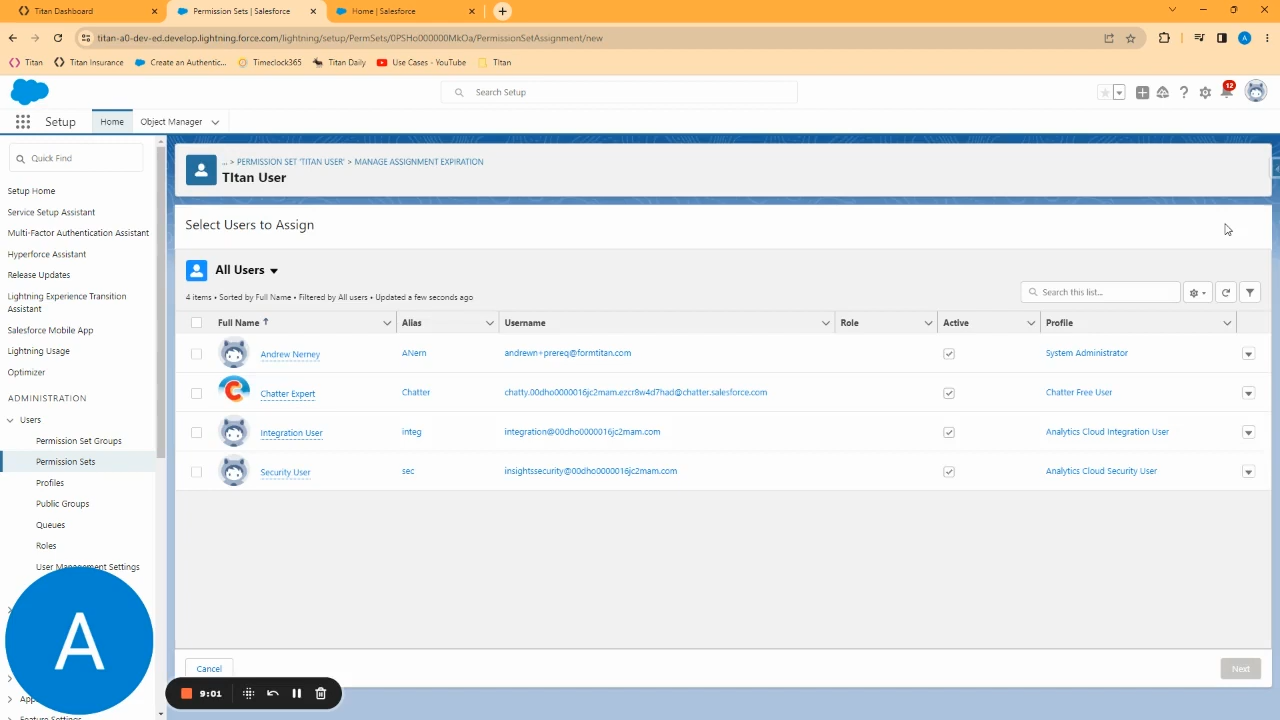 Titan Dashboard
Permission Sets | Salesforce
Home | Salesforce
titan-a0-dev-ed.develop.lightning.force.com/lightning/setup/PermSets/0PSHo000000MkOa/PermissionSetAssignment/new
A
Titan
Titan Insurance
Create an Authentic...
Timeclock365
Titan Daily
Use Cases - YouTube
Titan
Search Setup
12
Setup
Home
Object Manager
Quick Find
Setup Home
Service Setup Assistant
Multi-Factor Authentication Assistant
Hyperforce Assistant
Release Updates
Lightning Experience Transition
Assistant
Salesforce Mobile App
Lightning Usage
Optimizer
ADMINISTRATION
Users
Permission Set Groups
Permission Sets
Profiles
Public Groups
Queues
Roles
User Management Settings
A
... > PERMISSION SET 'TITAN USER' > MANAGE ASSIGNMENT EXPIRATION
TItan User
Select Users to Assign
All Users
4 items • Sorted by Full Name • Filtered by All users • Updated a few seconds ago
Search this list...
Full Name Alias Username Role Active Profile
Andrew Nerney ANern andrewn+prereq@formtitan.com System Administrator
Chatter Expert Chatter chatty.00dho0000016jc2mam.ezcr8w4d7had@chatter.salesforce.com Chatter Free User
Integration User integ integration@00dho0000016jc2mam.com Analytics Cloud Integration User
Security User sec insightssecurity@00dho0000016jc2mam.com Analytics Cloud Security User
Cancel
Next
9:01